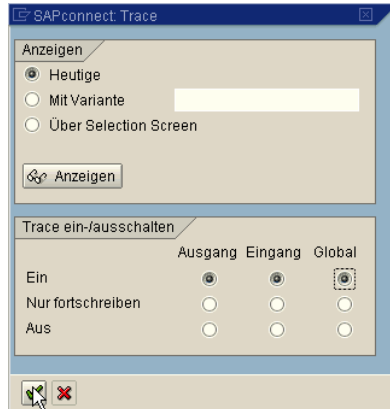 SAPconnect: Trace
Anzeigen
Heutige
Mit Variante
Über Selection Screen
Anzeigen
Trace ein-/ausschalten
Ausgang Eingang Global
Ein
Nur fortschreiben
Aus